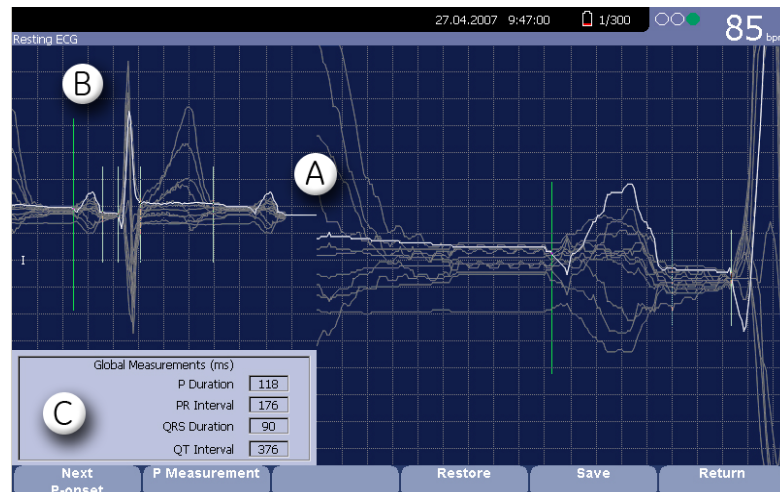 27.04.2007 9:47:00 1/300 85 bpm
Resting ECG
B
A
I
Global Measurements (ms)
P Duration 118
PR Interval 176
C
QRS Duration 90
QT Interval 376
Next P-onset P Measurement Restore Save Return